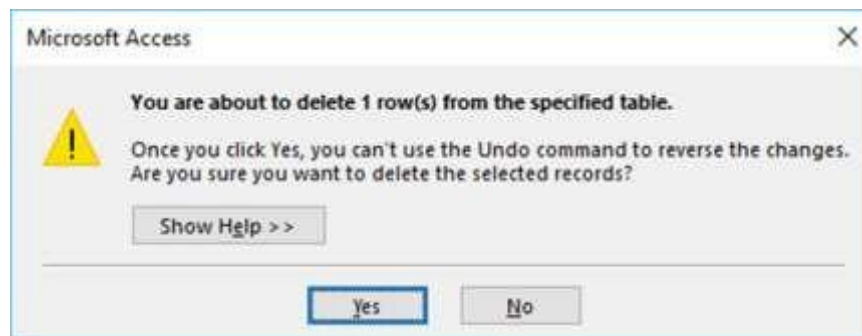 Microsoft Access
You are about to delete 1 row(s) from the specified table.
Once you click Yes, you can't use the Undo command to reverse the changes.
Are you sure you want to delete the selected records?
Show Help >>
Yes
No